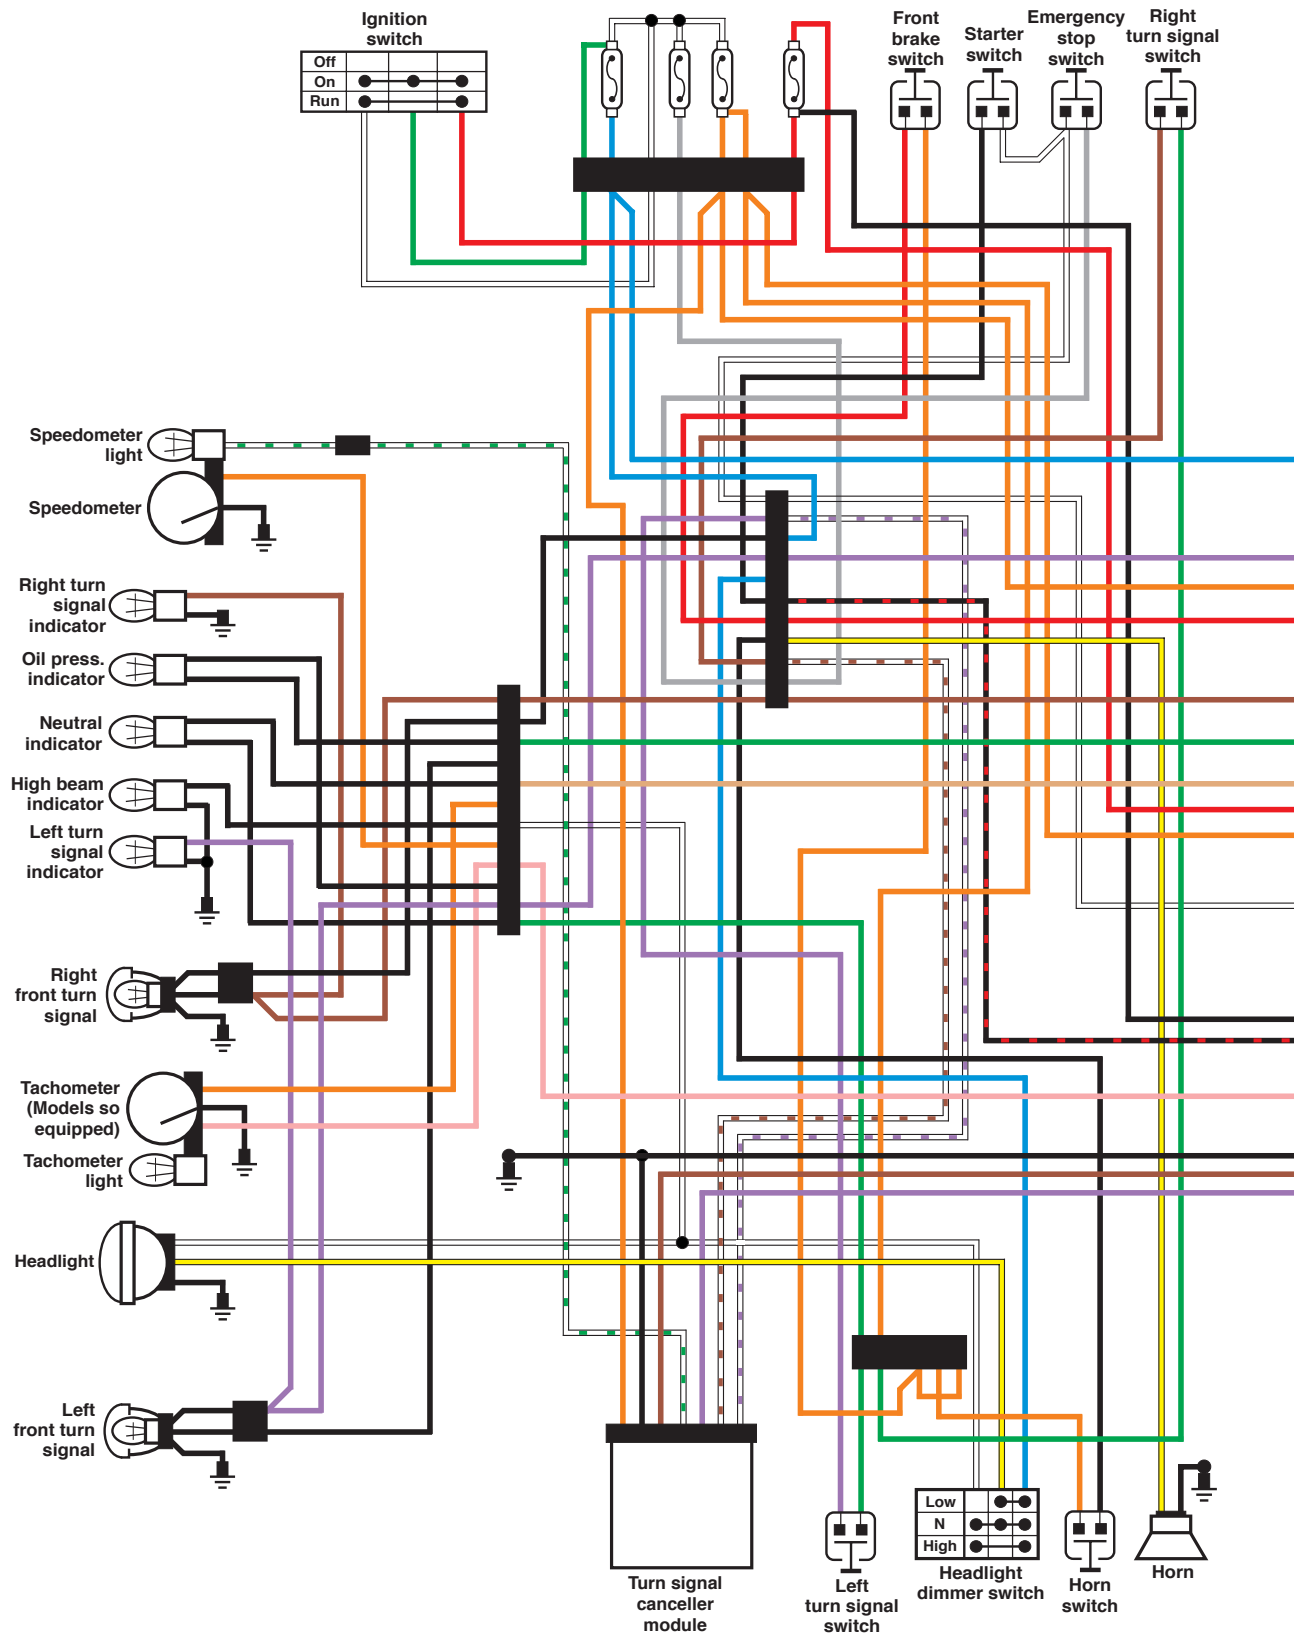 Ignition
switch
Off
On
Run
Front
brake
switch
Starter
switch
Emergency
stop
switch
Right
turn signal
switch
Speedometer
light
Speedometer
Right turn
signal
indicator
Oil press.
indicator
Neutral
indicator
High beam
indicator
Left turn
signal
indicator
Right
front turn
signal
Tachometer
(Models so
equipped)
Tachometer
light
Headlight
Left
front turn
signal
Turn signal
canceller
module
Left
turn signal
switch
Low
N
High
Headlight
dimmer switch
Horn
switch
Horn